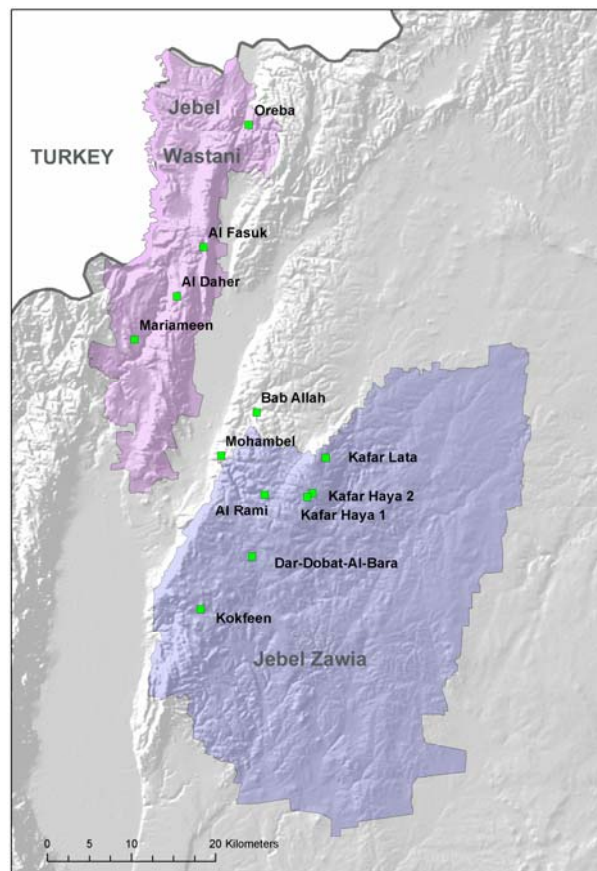 Jebel
Oreba
TURKEY
Wastani
Al Fasuk
Al Daher
Mariameen
Bab Allah
Mohambel
Kafar Lata
Kafar Haya 2
Al Rami
Kafar Haya 1
Dar-Dobat-Al-Bara
Kokfeen
Jebel Zawia
0 5 10 20 Kilometers